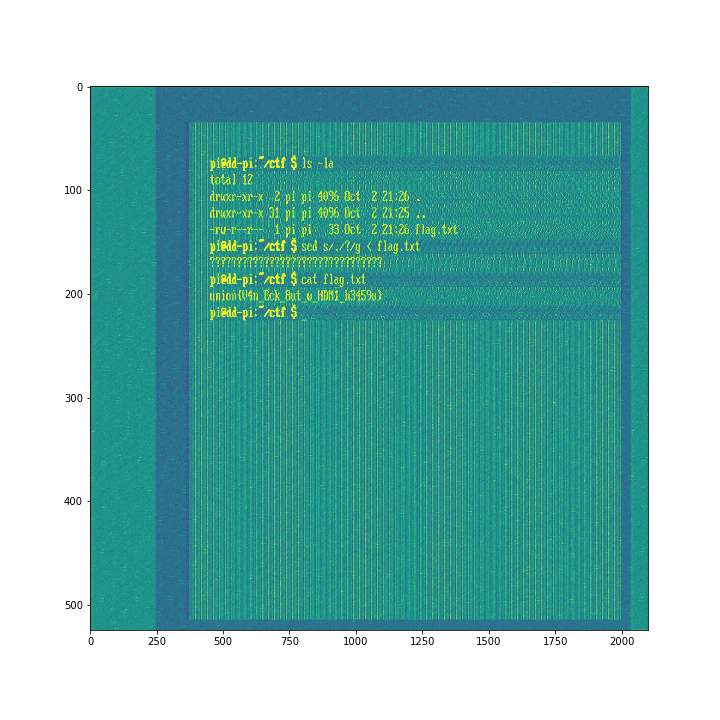 0
100
200
300
400
500
pi@dd-pi:~/ctf $ ls -la
total 12
drwxr-xr-x  2 pi pi 4096 Oct  2 21:26 .
drwxr-xr-x 31 pi pi 4096 Oct  2 21:25 ..
-rw-r--r--  1 pi pi   33 Oct  2 21:26 flag.txt
pi@dd-pi:~/ctf $ sed s/./?/g < flag.txt
????????????????????????????????
pi@dd-pi:~/ctf $ cat flag.txt
pi@dd-pi:~/ctf $ _
0 250 500 750 1000 1250 1500 1750 2000